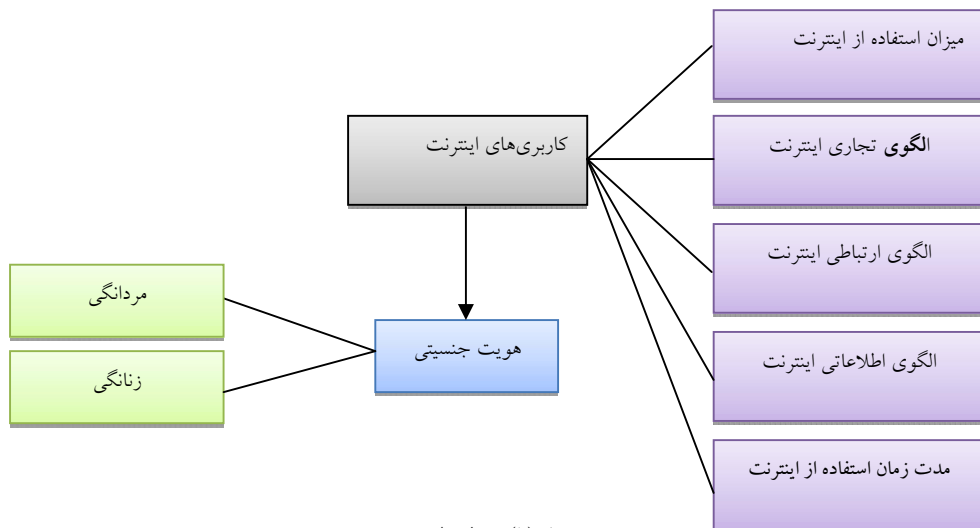 میزان استفاده از اینترنت
کاربری‌های اینترنت
الگوی تجاری اینترنت
الگوی ارتباطی اینترنت
هویت جنسیتی
مردانگی
زنانگی
الگوی اطلاعاتی اینترنت
مدت زمان استفاده از اینترنت